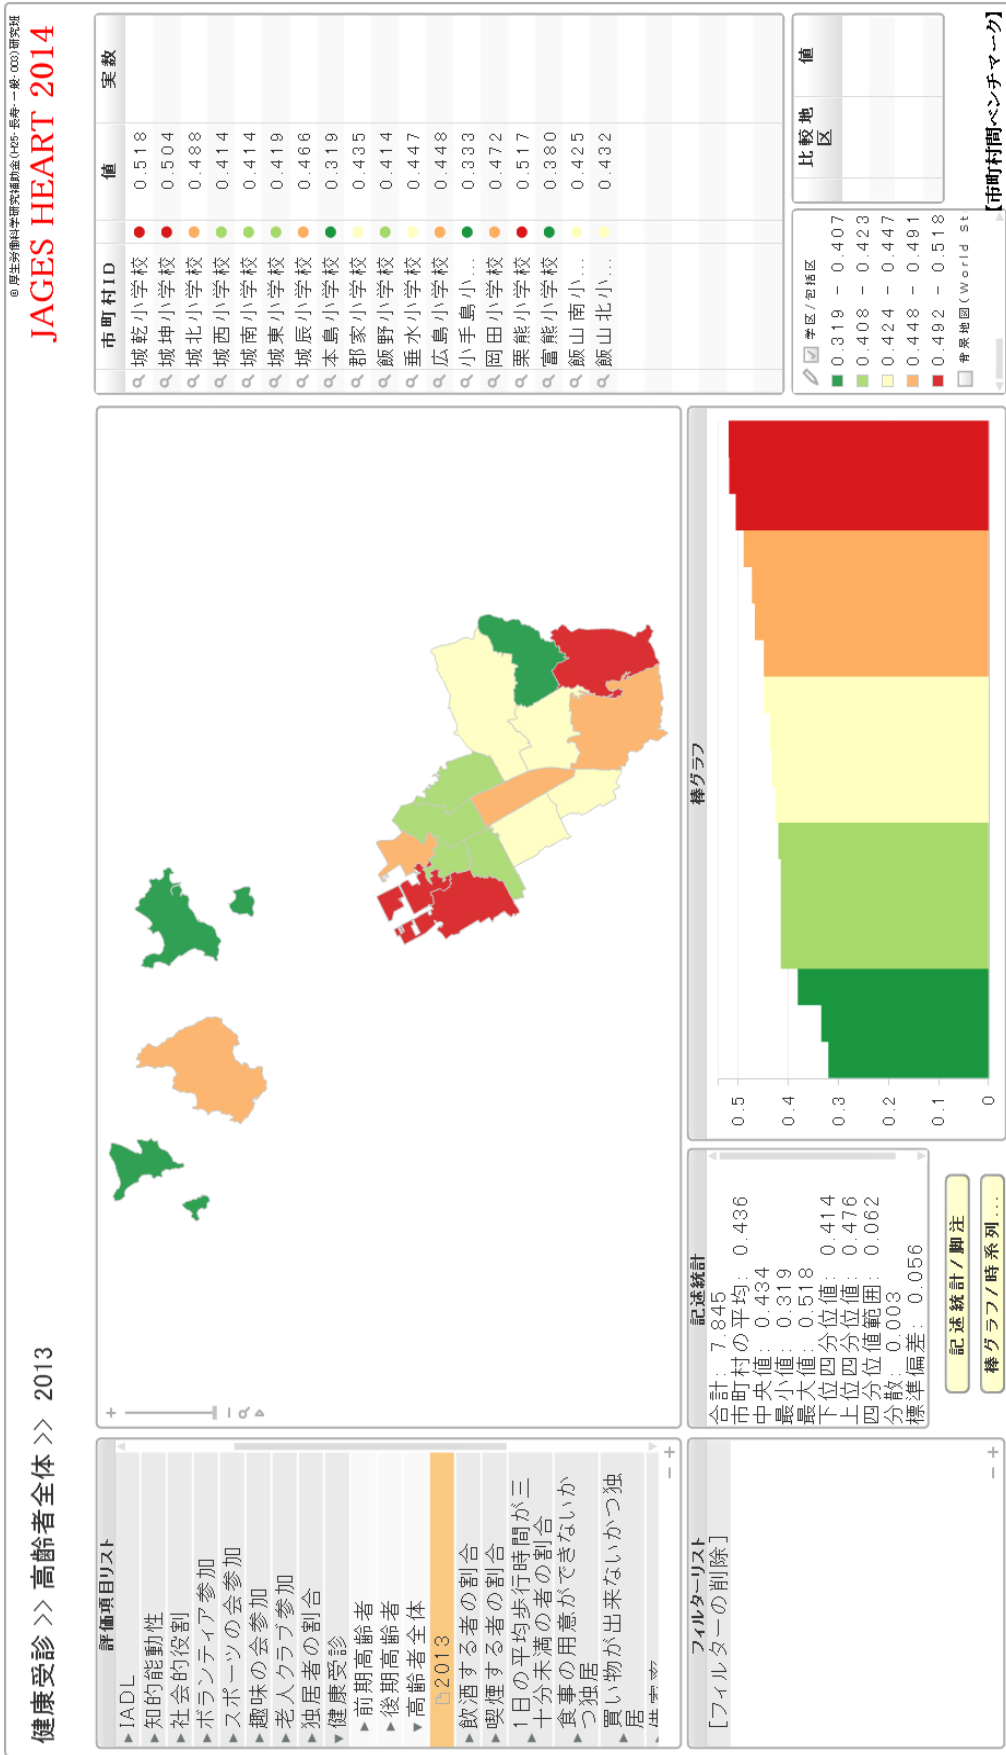 健康受診 >> 高齢者全体 >> 2013
©厚生労働科学研究補助金(H25-長寿-一般-003)研究班
JAGES HEART 2014
評価項目リスト
▶IADL
▶知的能動性
▶社会的役割
▶ボランティア参加
▶スポーツの会参加
▶趣味の会参加
▶老人クラブ参加
▶独居者の割合
▼健康受診
▶前期高齢者
▶後期高齢者
▼高齢者全体
2013
▶飲酒する者の割合
▶喫煙する者の割合
▶1日の平均歩行時間が三
十分未満の者の割合
▶食事の用意ができないか
つ独居
▶買い物が出来ないかつ独
居
フィルターリスト
[フィルターの削除]
市町村ID 値 実数
城乾小学校 0.518
城坤小学校 0.504
城北小学校 0.488
城西小学校 0.414
城南小学校 0.414
城東小学校 0.419
城辰小学校 0.466
本島小学校 0.319
郡家小学校 0.435
飯野小学校 0.414
垂水小学校 0.447
広島小学校 0.448
小手島小... 0.333
岡田小学校 0.472
栗熊小学校 0.517
富熊小学校 0.380
飯山南小... 0.425
飯山北小... 0.432
記述統計
合計: 7.845
市町村の平均: 0.436
中央値: 0.434
最小値: 0.319
最大値: 0.518
下位四分位値: 0.414
上位四分位値: 0.476
四分位値範囲: 0.062
分散: 0.003
標準偏差: 0.056
記述統計/脚注
棒グラフ/時系列...
棒グラフ
0.5
0.4
0.3
0.2
0.1
0
学区/包括区
0.319 - 0.407
0.408 - 0.423
0.424 - 0.447
0.448 - 0.491
0.492 - 0.518
背景地図(World St
比較地
区
値
【市町村間ベンチマーク】